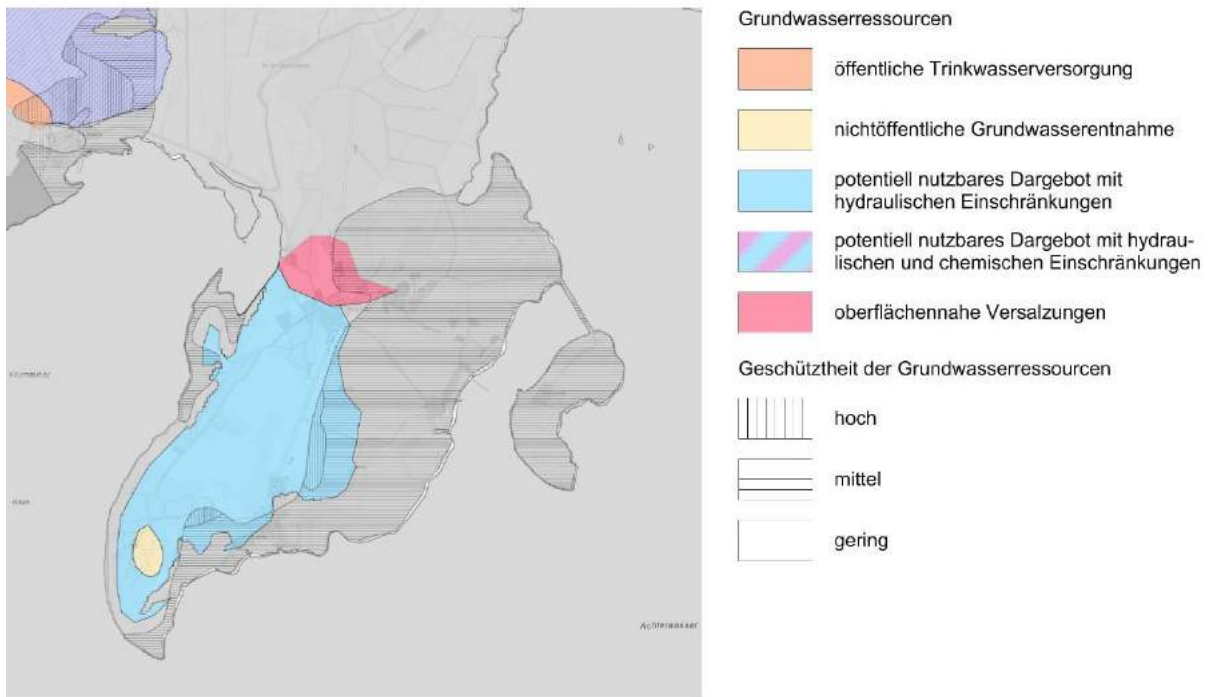 Grundwasserressourcen
öffentliche Trinkwasserversorgung
nichtöffentliche Grundwasserentnahme
potentiell nutzbares Dargebot mit
hydraulischen Einschränkungen
potentiell nutzbares Dargebot mit hydrau-
lischen und chemischen Einschränkungen
oberflächennahe Versalzungen
Geschütztheit der Grundwasserressourcen
hoch
mittel
gering
Achterwasser